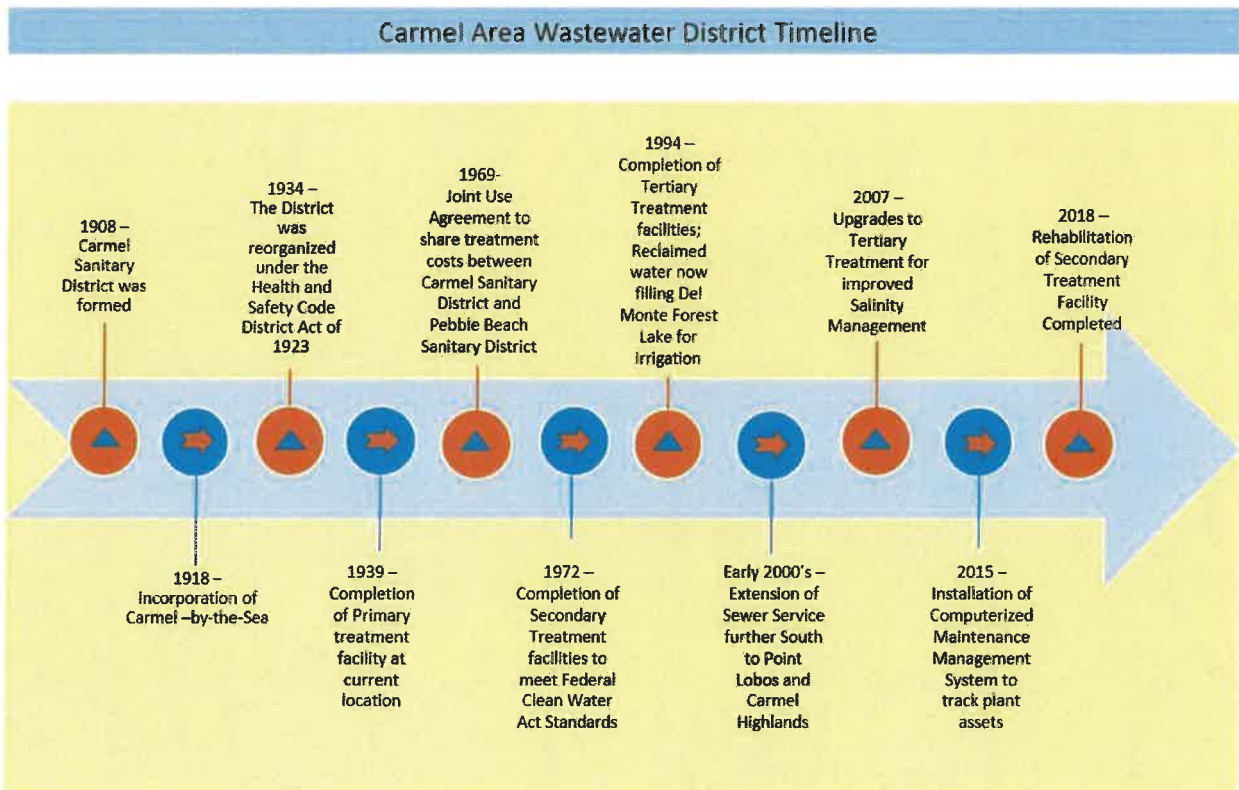 Carmel Area Wastewater District Timeline
1908 –
Carmel
Sanitary
District was
formed
1918 –
Incorporation of
Carmel –by-the-Sea
1934 –
The District
was
reorganized
under the
Health and
Safety Code
District Act of
1923
1939 –
Completion
of Primary
treatment
facility at
current
location
1969-
Joint Use
Agreement to
share treatment
costs between
Carmel Sanitary
District and
Pebble Beach
Sanitary District
1972 –
Completion of
Secondary
Treatment
facilities to
meet Federal
Clean Water
Act Standards
1994 –
Completion of
Tertiary
Treatment
facilities;
Reclaimed
water now
filling Del
Monte Forest
Lake for
irrigation
Early 2000's –
Extension of
Sewer Service
further South
to Point
Lobos and
Carmel
Highlands
2007 –
Upgrades to
Tertiary
Treatment for
improved
Salinity
Management
2015 –
Installation of
Computerized
Maintenance
Management
System to
track plant
assets
2018 –
Rehabilitation
of Secondary
Treatment
Facility
Completed